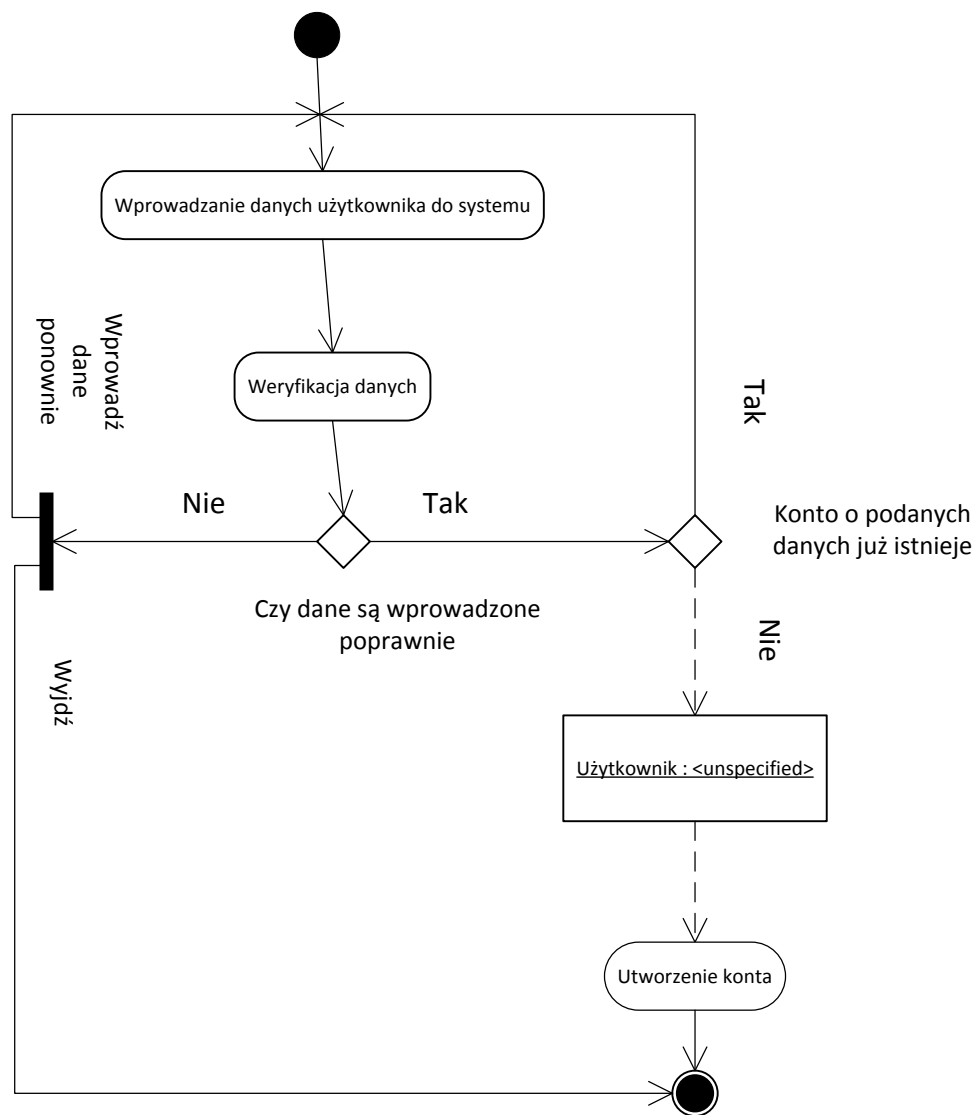 Wprowadzanie danych użytkownika do systemu
Wprowadź
dane
ponownie
Weryfikacja danych
Tak
Nie
Tak
Konto o podanych
danych już istnieje
Czy dane są wprowadzone
poprawnie
Nie
Wyjdź
Użytkownik : <unspecified>
Utworzenie konta